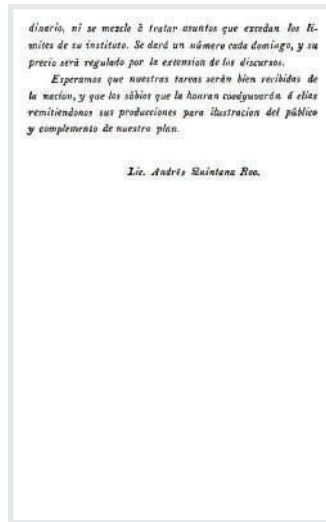 dinario, ni se mezcle à tratar asuntos que excedan los lí-
mites de su instituto. Se dará un número cada domingo, y su
precio será regulado por la extension de los discursos.
Esperamos que nuestras tareas serán bien recibidas de
la nacion, y que los sábios que la honran coadyuvarán á ellas
remitiendonos sus producciones para ilustracion del público
y complemento de nuestro plan.
Lic. Andrés Quintana Roo.